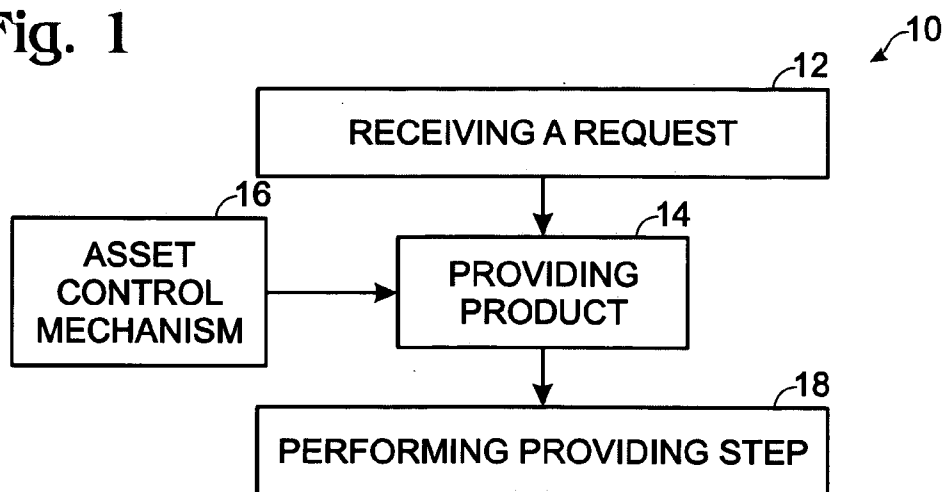 Fig. 1
10
12
RECEIVING A REQUEST
16
ASSET
CONTROL
MECHANISM
14
PROVIDING
PRODUCT
18
PERFORMING PROVIDING STEP